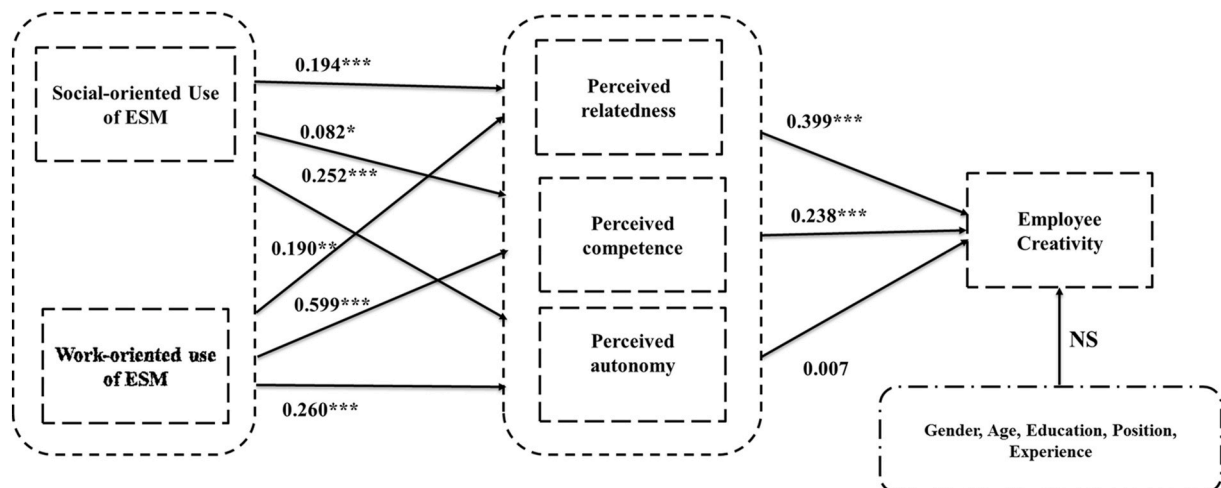 Social-oriented Use
of ESM
Work-oriented use
of ESM
0.194***
0.082*
0.252***
0.190**
0.599***
0.260***
Perceived
relatedness
Perceived
competence
Perceived
autonomy
0.399***
0.238***
0.007
Employee
Creativity
NS
Gender, Age, Education, Position,
Experience